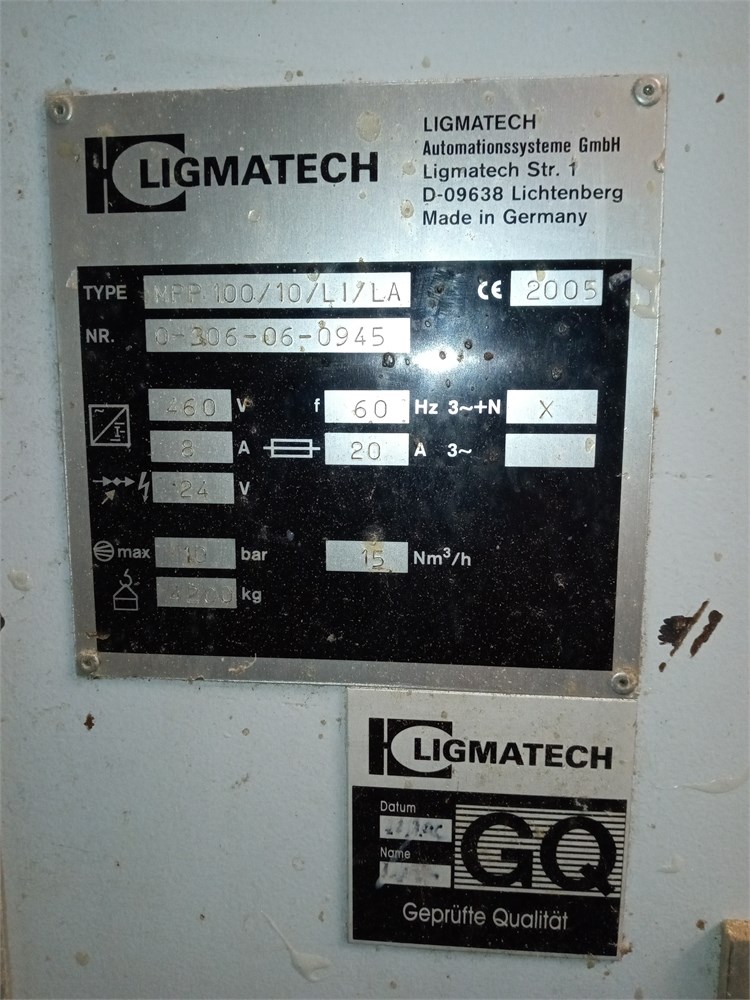 LIGMATECH
LIGMATECH
Automationssysteme GmbH
Ligmatech Str. 1
D-09638 Lichtenberg
Made in Germany
TYPE MPP 100/10/LI/LA CE 2005
NR. 0-306-06-0945
460 V f 60 Hz 3~+N X
8 A 20 A 3~
24 V
max 10 bar 15 Nm³/h
kg
LIGMATECH
Datum
Name
GQ
Geprüfte Qualität